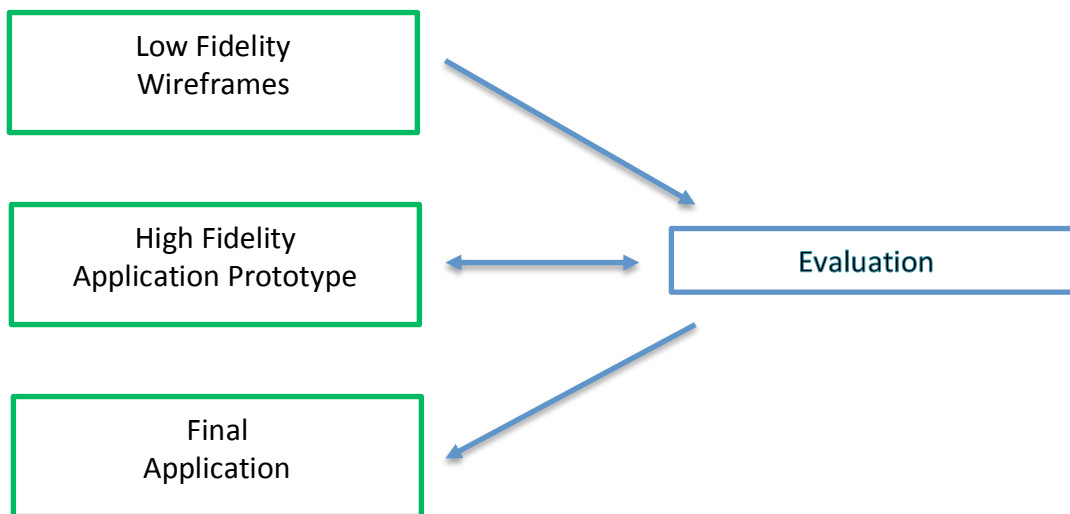 Low Fidelity
Wireframes
High Fidelity
Application Prototype
Evaluation
Final
Application